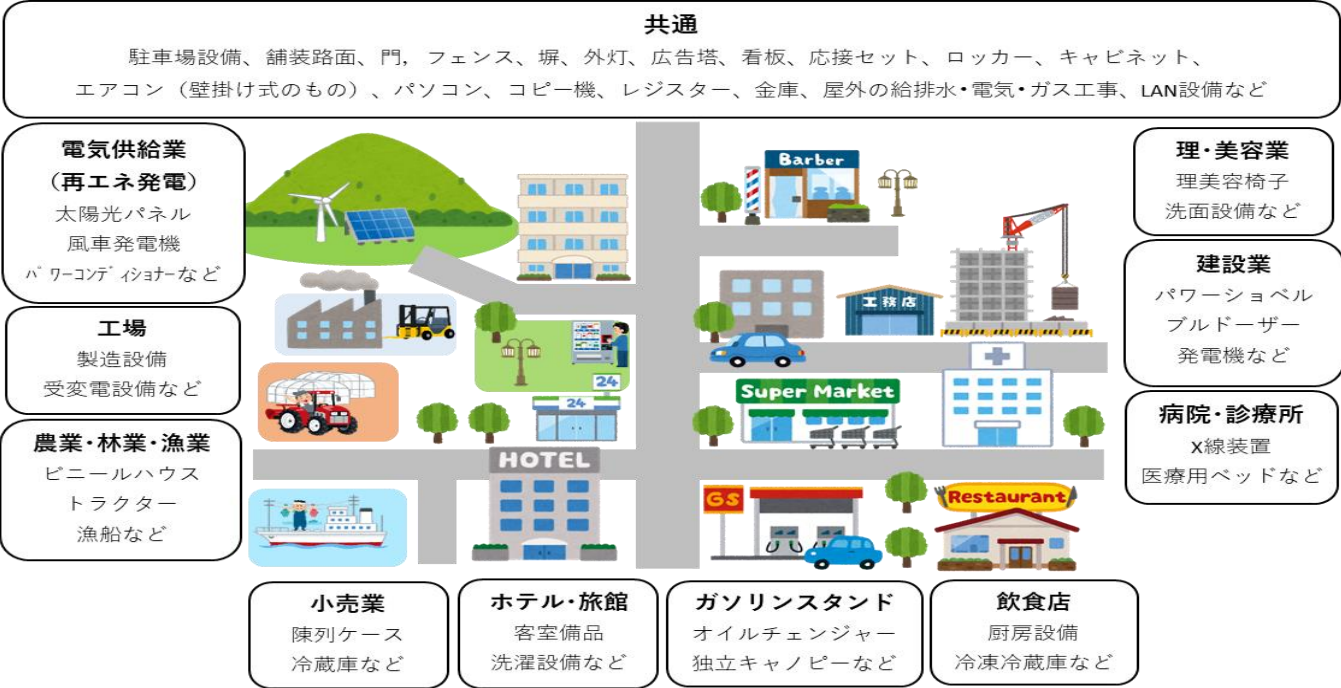 共通
駐車場設備、舗装路面、門，フェンス、塀、外灯、広告塔、看板、応接セット、ロッカー、キャビネット、
エアコン（壁掛け式のもの）、パソコン、コピー機、レジスター、金庫、屋外の給排水・電気・ガス工事、LAN設備など
電気供給業
（再エネ発電）
太陽光パネル
風車発電機
ﾊﾟﾜｰｺﾝﾃﾞｨｼｮﾅｰなど
工場
製造設備
受変電設備など
農業・林業・漁業
ビニールハウス
トラクター
漁船など
Barber
工務店
24
24
Super Market
HOTEL
GS
Restaurant
理・美容業
理美容椅子
洗面設備など
建設業
パワーショベル
ブルドーザー
発電機など
病院・診療所
X線装置
医療用ベッドなど
小売業
陳列ケース
冷蔵庫など
ホテル・旅館
客室備品
洗濯設備など
ガソリンスタンド
オイルチェンジャー
独立キャノピーなど
飲食店
厨房設備
冷凍冷蔵庫など